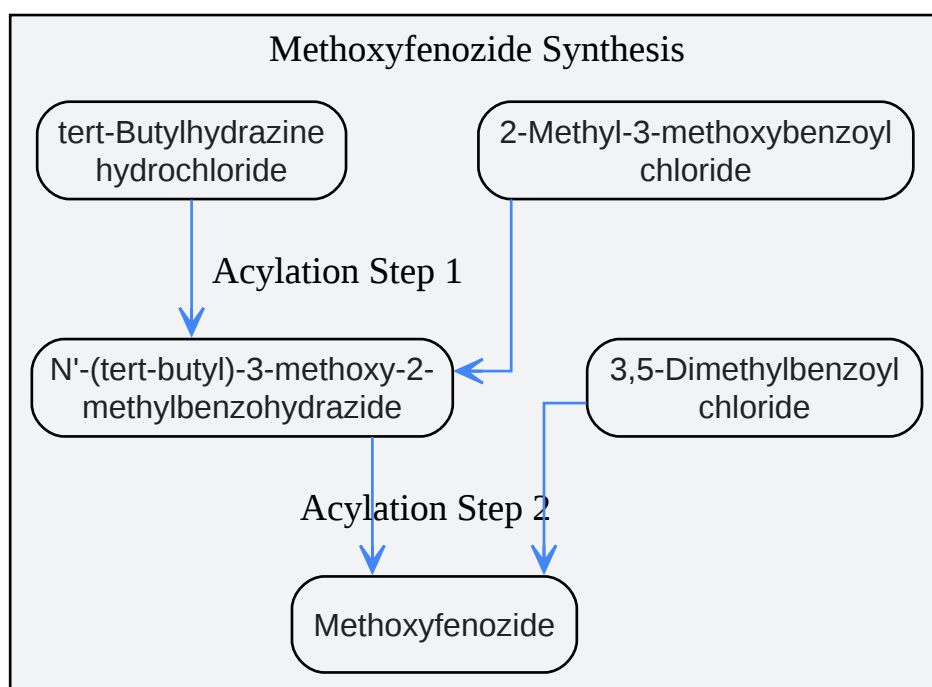 Methoxyfenozide Synthesis
tert-Butylhydrazine
hydrochloride
2-Methyl-3-methoxybenzoyl
chloride
Acylation Step 1
N'-(tert-butyl)-3-methoxy-2-
methylbenzohydrazide
3,5-Dimethylbenzoyl
chloride
Acylation Step 2
Methoxyfenozide